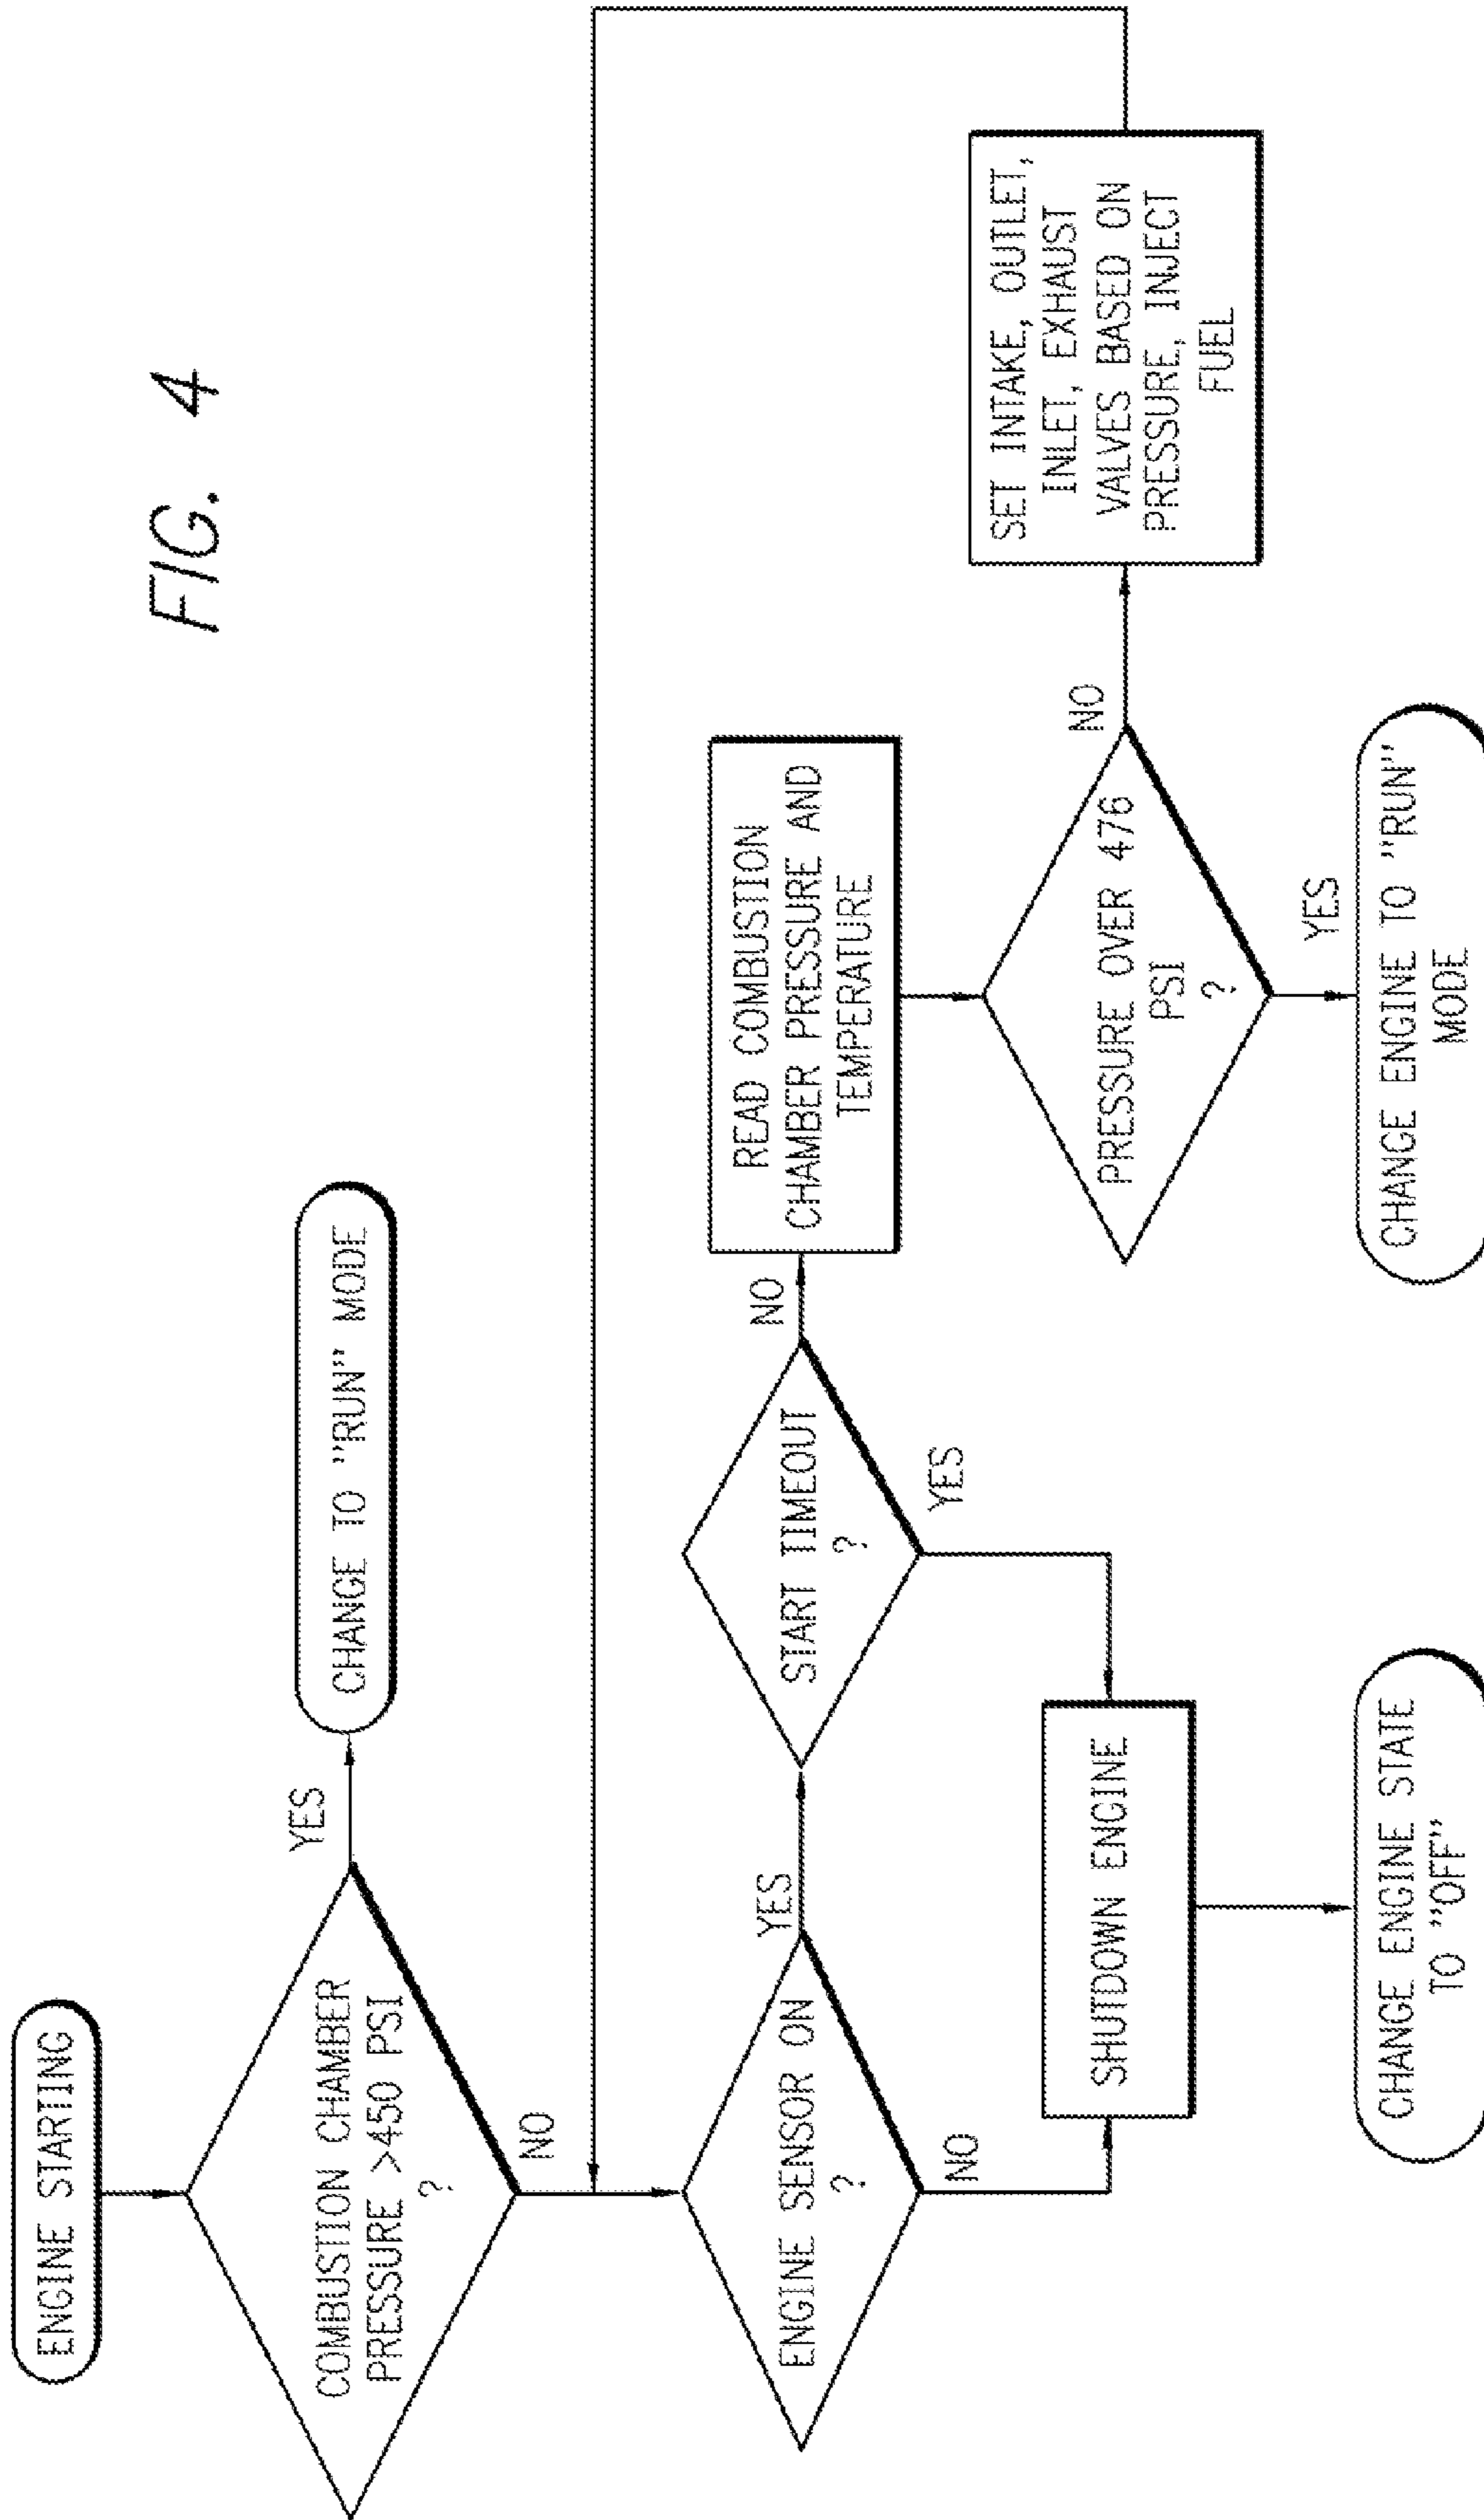 FIG. 4
ENGINE STARTING
COMBUSTION CHAMBER
PRESSURE >450 PSI
?
YES
CHANGE TO "RUN" MODE
NO
ENGINE SENSOR ON
?
YES
NO
START TIMEOUT
?
NO
YES
READ COMBUSTION
CHAMBER PRESSURE AND
TEMPERATURE
SHUTDOWN ENGINE
PRESSURE OVER 476
PSI
?
NO
YES
SET INTAKE, OUTLET,
INLET, EXHAUST
VALVES BASED ON
PRESSURE, INJECT
FUEL
CHANGE ENGINE STATE
TO "OFF"
CHANGE ENGINE TO "RUN"
MODE